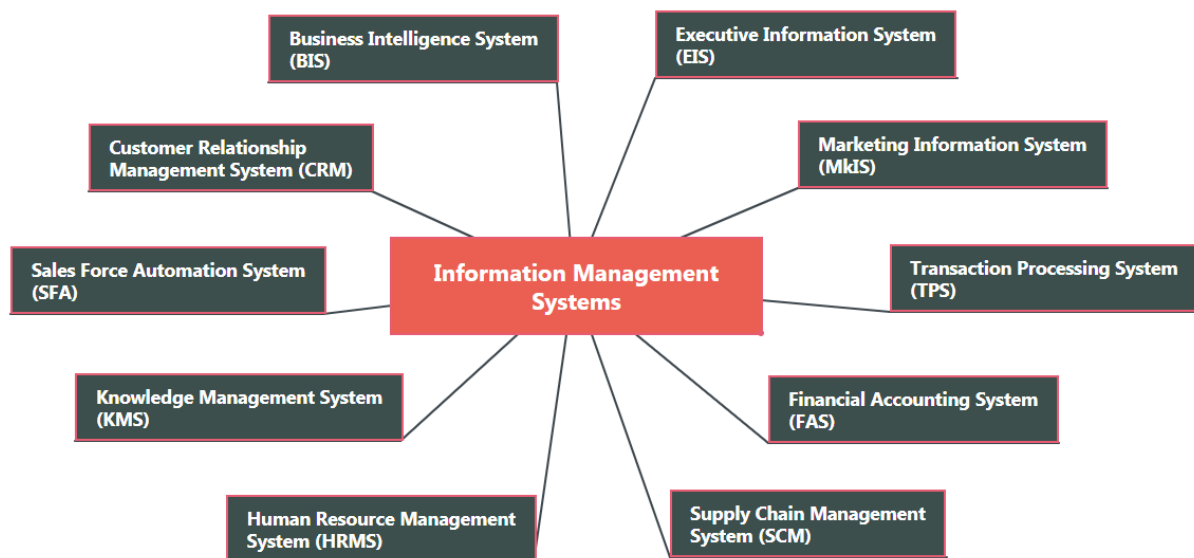 Business Intelligence System
(BIS)
Executive Information System
(EIS)
Customer Relationship
Management System (CRM)
Marketing Information System
(MkIS)
Sales Force Automation System
(SFA)
Information Management
Systems
Transaction Processing System
(TPS)
Knowledge Management System
(KMS)
Financial Accounting System
(FAS)
Human Resource Management
System (HRMS)
Supply Chain Management
System (SCM)